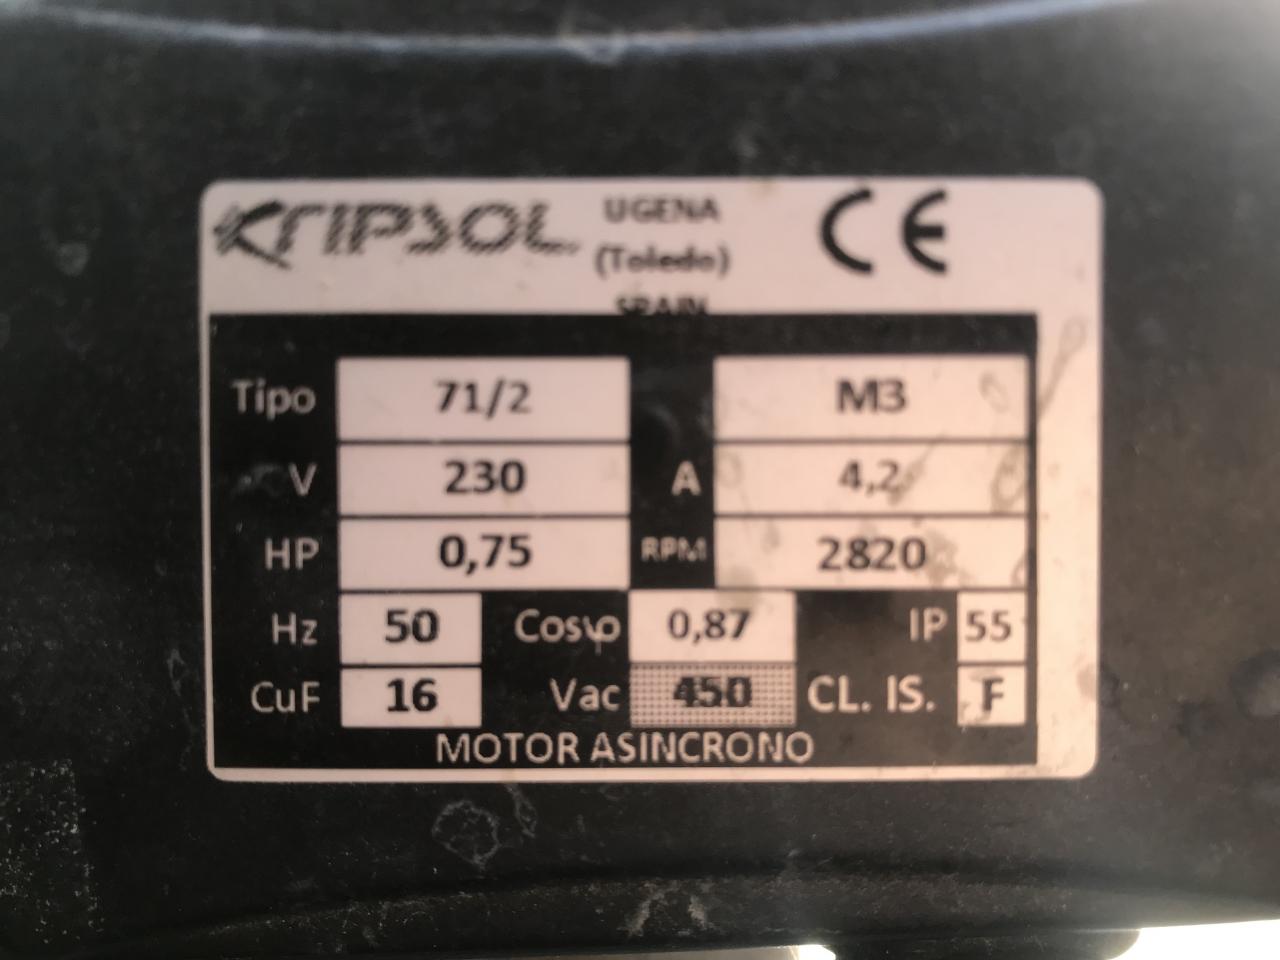 KRIPSOL UGENA CE
(Toledo)
SPAIN
Tipo 71/2 M3
V 230 A 4,2
HP 0,75 RPM 2820
Hz 50 Cosφ 0,87 IP 55
CuF 16 Vac 450 CL. IS. F
MOTOR ASINCRONO